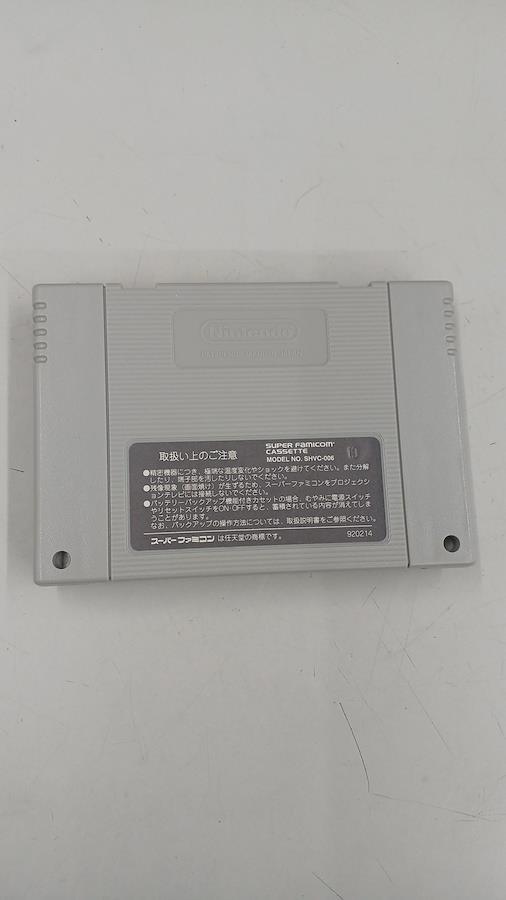 Nintendo
取扱い上のご注意
SUPER FAMICOM
CASSETTE
MODEL NO. SHVC-006
●精密機器につき、極端な温度変化やショックを避けてください。また分解
したり、端子部を汚したりしないでください。
●残像現象（画面焼け）が生ずるため、スーパーファミコンをプロジェクシ
ョンテレビには接続しないでください。
●バッテリーバックアップ機能付きカセットの場合、むやみに電源スイッチ
やリセットスイッチをON・OFFすると、蓄積されている内容が消えてしま
うことがあります。
なお、バックアップの操作方法については、取扱説明書をご参照ください。
スーパーファミコンは任天堂の商標です。
920214